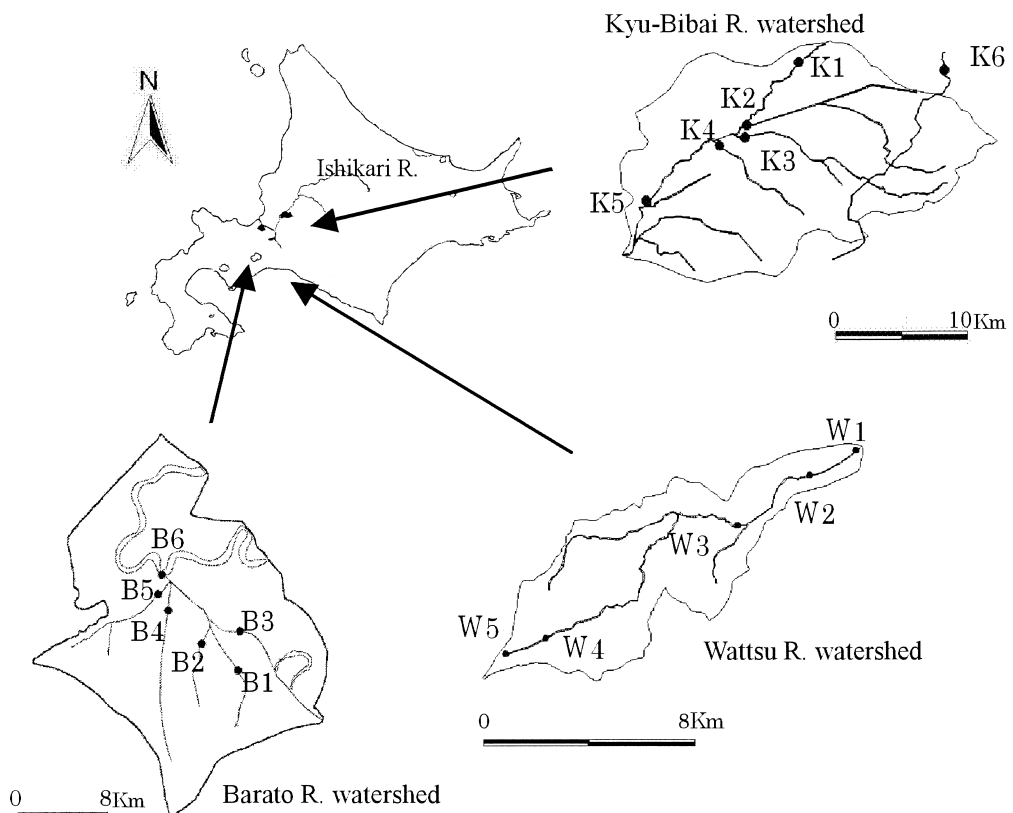 Kyu-Bibai R. watershed
K1
K6
K2
K4
K3
K5
0 10Km
N
Ishikari R.
B6
B5
B4
B3
B2
B1
0 8Km
Barato R. watershed
W1
W2
W3
W5
W4
Wattsu R. watershed
0 8Km